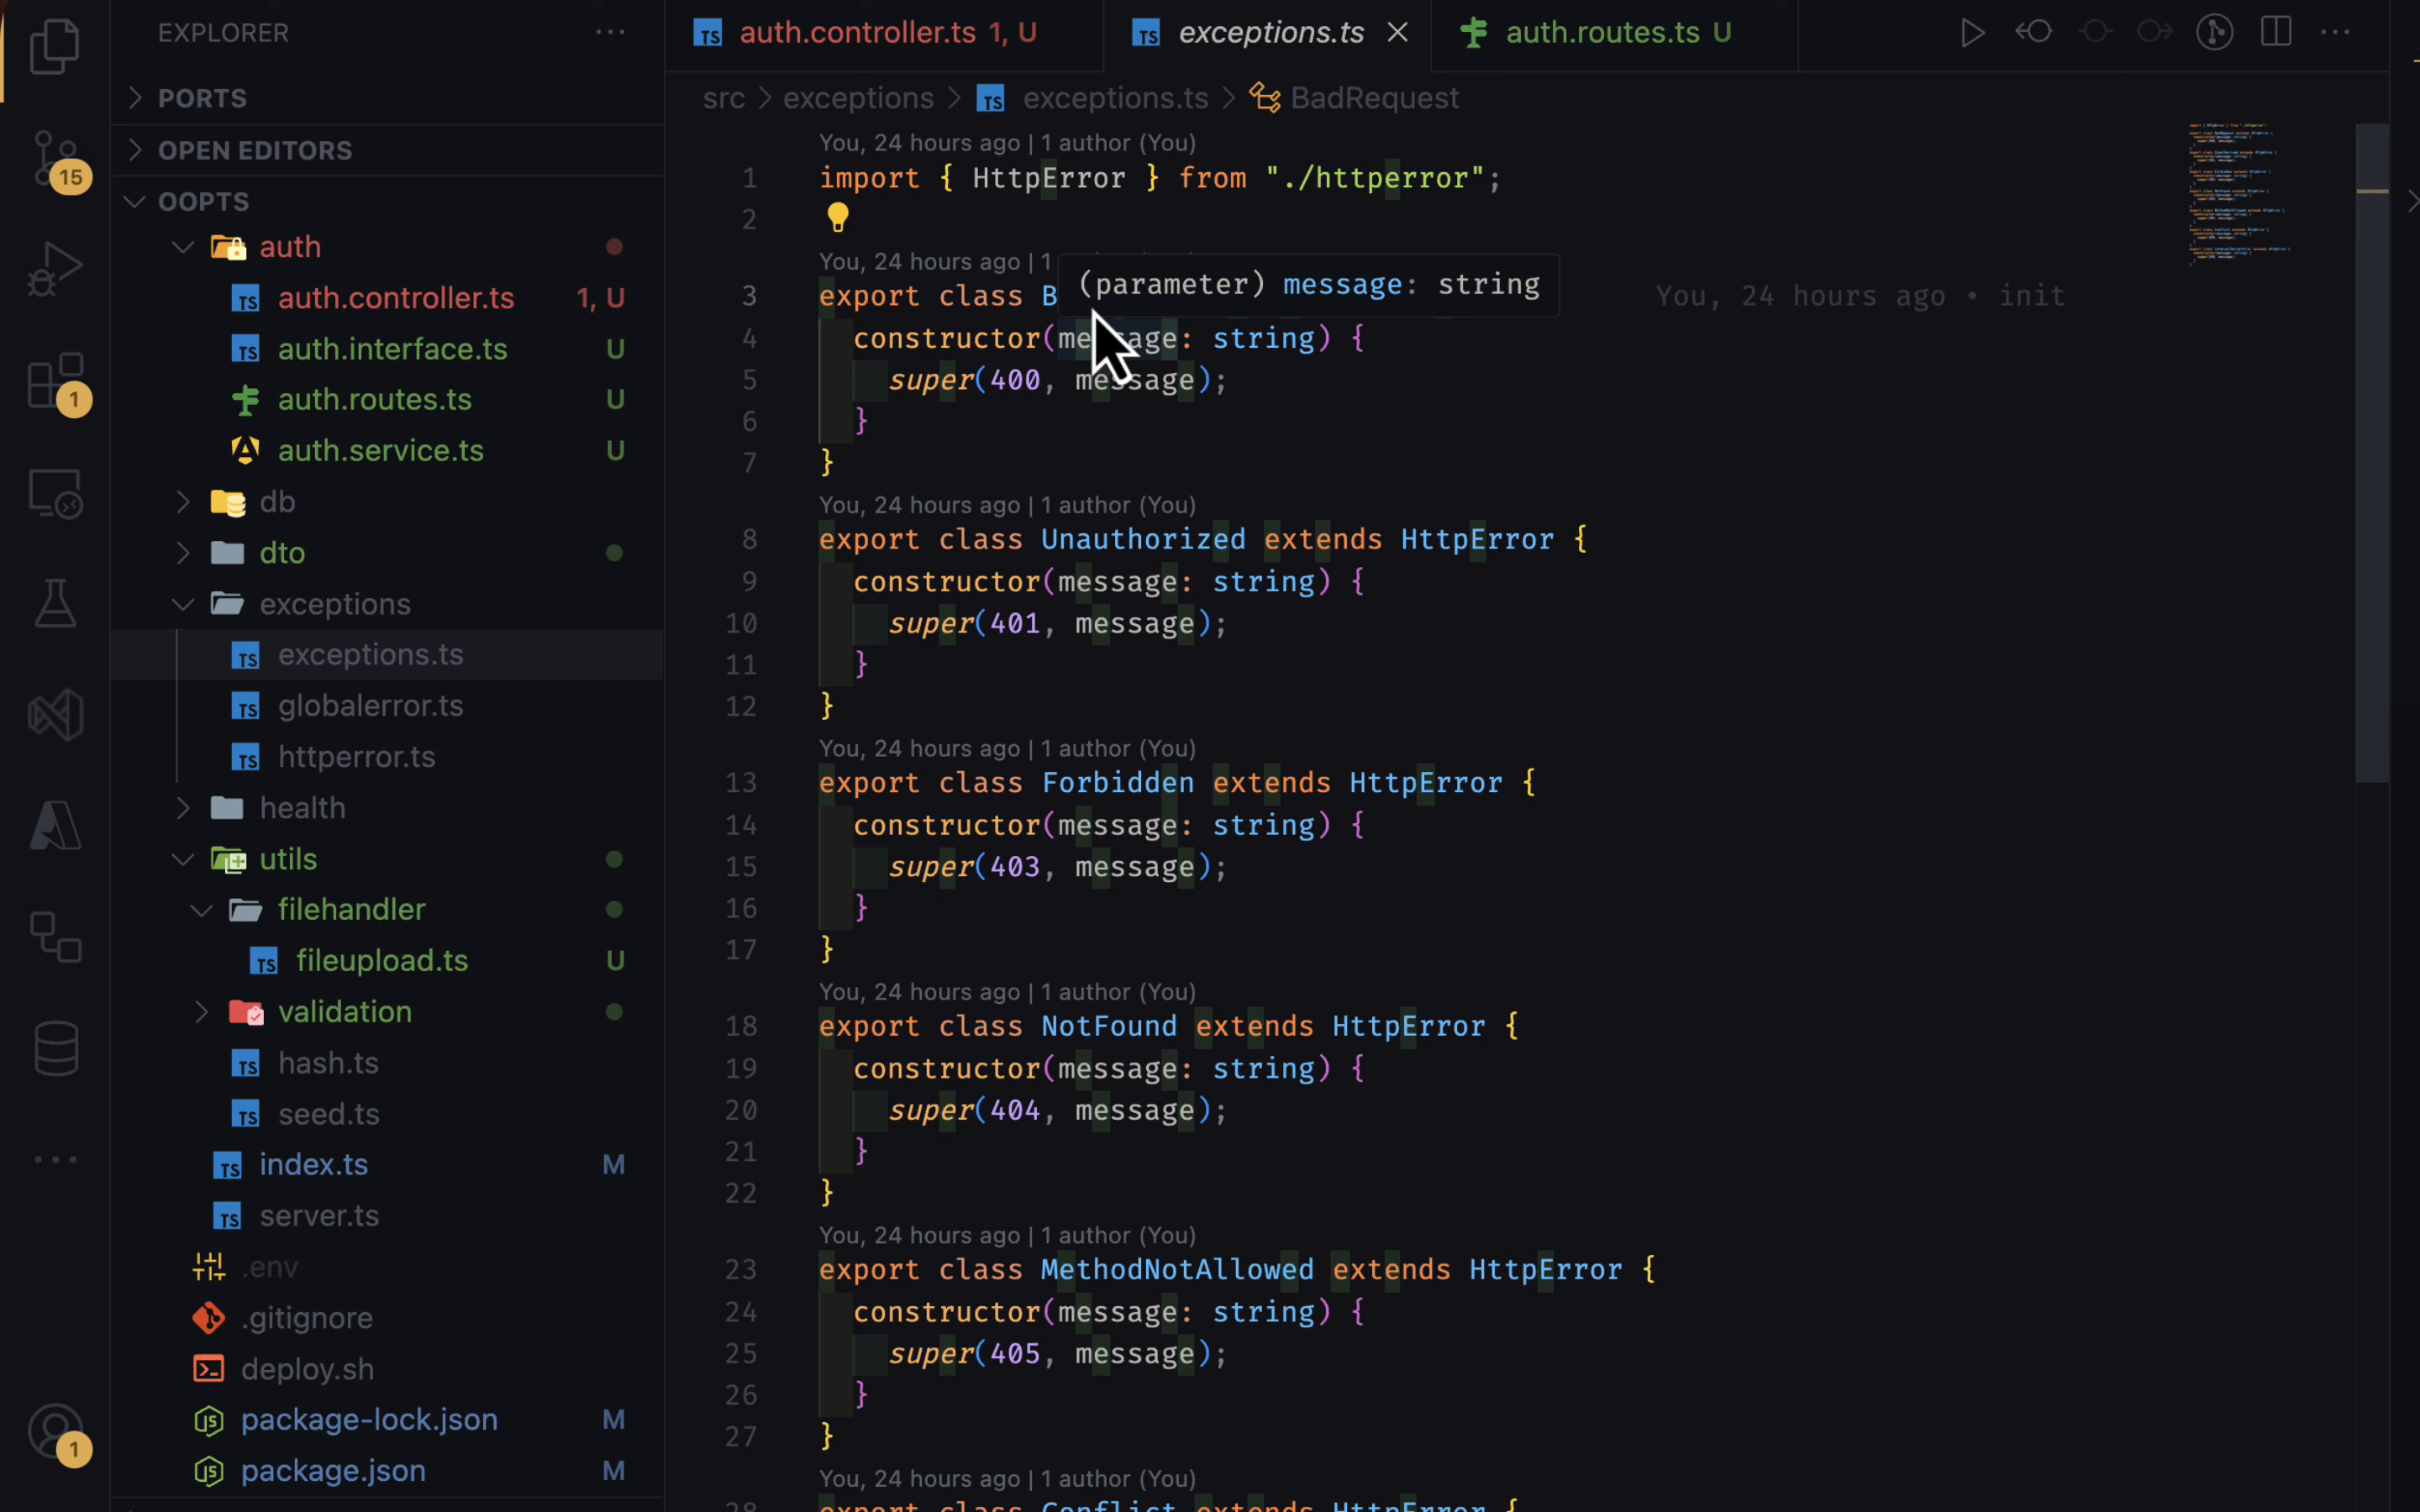 EXPLORER
PORTS
OPEN EDITORS
OOPTS
auth
auth.controller.ts 1, U
auth.interface.ts U
auth.routes.ts U
auth.service.ts U
db
dto
exceptions
exceptions.ts
globalerror.ts
httperror.ts
health
utils
filehandler
fileupload.ts U
validation
hash.ts
seed.ts
index.ts M
server.ts
.env
.gitignore
deploy.sh
package-lock.json M
package.json M
15
1
1
auth.controller.ts 1, U
exceptions.ts
auth.routes.ts U
src > exceptions > exceptions.ts > BadRequest
You, 24 hours ago | 1 author (You)
1 import { HttpError } from "./httperror";
2
You, 24 hours ago | 1
(parameter) message: string
3 export class B
You, 24 hours ago • init
4 constructor(message: string) {
5 super(400, message);
6 }
7 }
You, 24 hours ago | 1 author (You)
8 export class Unauthorized extends HttpError {
9 constructor(message: string) {
10 super(401, message);
11 }
12 }
You, 24 hours ago | 1 author (You)
13 export class Forbidden extends HttpError {
14 constructor(message: string) {
15 super(403, message);
16 }
17 }
You, 24 hours ago | 1 author (You)
18 export class NotFound extends HttpError {
19 constructor(message: string) {
20 super(404, message);
21 }
22 }
You, 24 hours ago | 1 author (You)
23 export class MethodNotAllowed extends HttpError {
24 constructor(message: string) {
25 super(405, message);
26 }
27 }
You, 24 hours ago | 1 author (You)
28 export class Conflict extends HttpError {